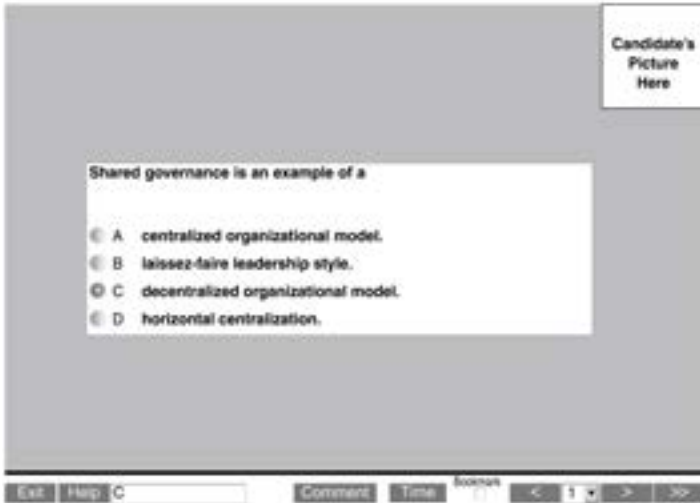 Candidate's
Picture
Here
Shared governance is an example of a
A centralized organizational model.
B laissez-faire leadership style.
C decentralized organizational model.
D horizontal centralization.
Bookmark
Exit Help C Comment Time < 1 > >>